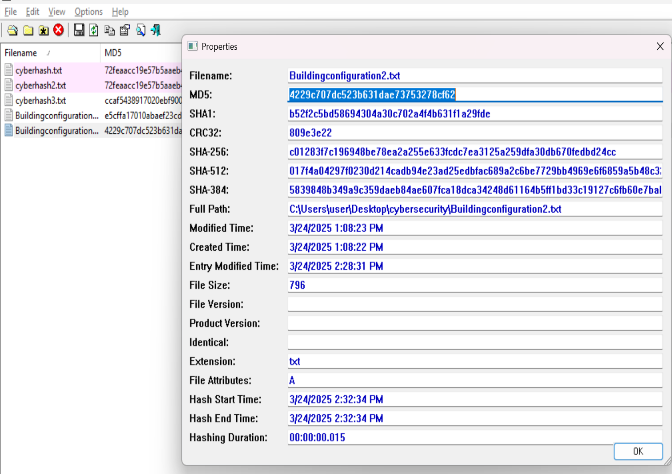 File Edit View Options Help
Filename / MD5
cyberhash.txt 72feaacc19e57b5aaeb
cyberhash2.txt 72feaacc19e57b5aaeb
cyberhash3.txt ccaf5438917020ebf900
Buildingconfiguration... e5cffa17010abaef23cd
Buildingconfiguration... 4229c707dc523b631da
Properties
Filename: Buildingconfiguration2.txt
MD5: 4229c707dc523b631dae73753278cf62
SHA1: b52f2c5bd58694304a30c702a4f4b631f1a29fde
CRC32: 809e3e22
SHA-256: c01283f7c196948be78ea2a255e633fcdc7ea3125a259dfa30db670fedbd24cc
SHA-512: 017f4a04297f0230d214cadb94e23ad25edbfac689a2c6be7729bb4969e6f6859a5b48c3
SHA-384: 5839848b349a9c359daeb84ae607fca18dca34248d61164b5ff1bd33c19127c6fb60e7bal
Full Path: C:\Users\user\Desktop\cybersecurity\Buildingconfiguration2.txt
Modified Time: 3/24/2025 1:08:23 PM
Created Time: 3/24/2025 1:08:22 PM
Entry Modified Time: 3/24/2025 2:28:31 PM
File Size: 796
File Version:
Product Version:
Identical:
Extension: txt
File Attributes: A
Hash Start Time: 3/24/2025 2:32:34 PM
Hash End Time: 3/24/2025 2:32:34 PM
Hashing Duration: 00:00:00.015
OK